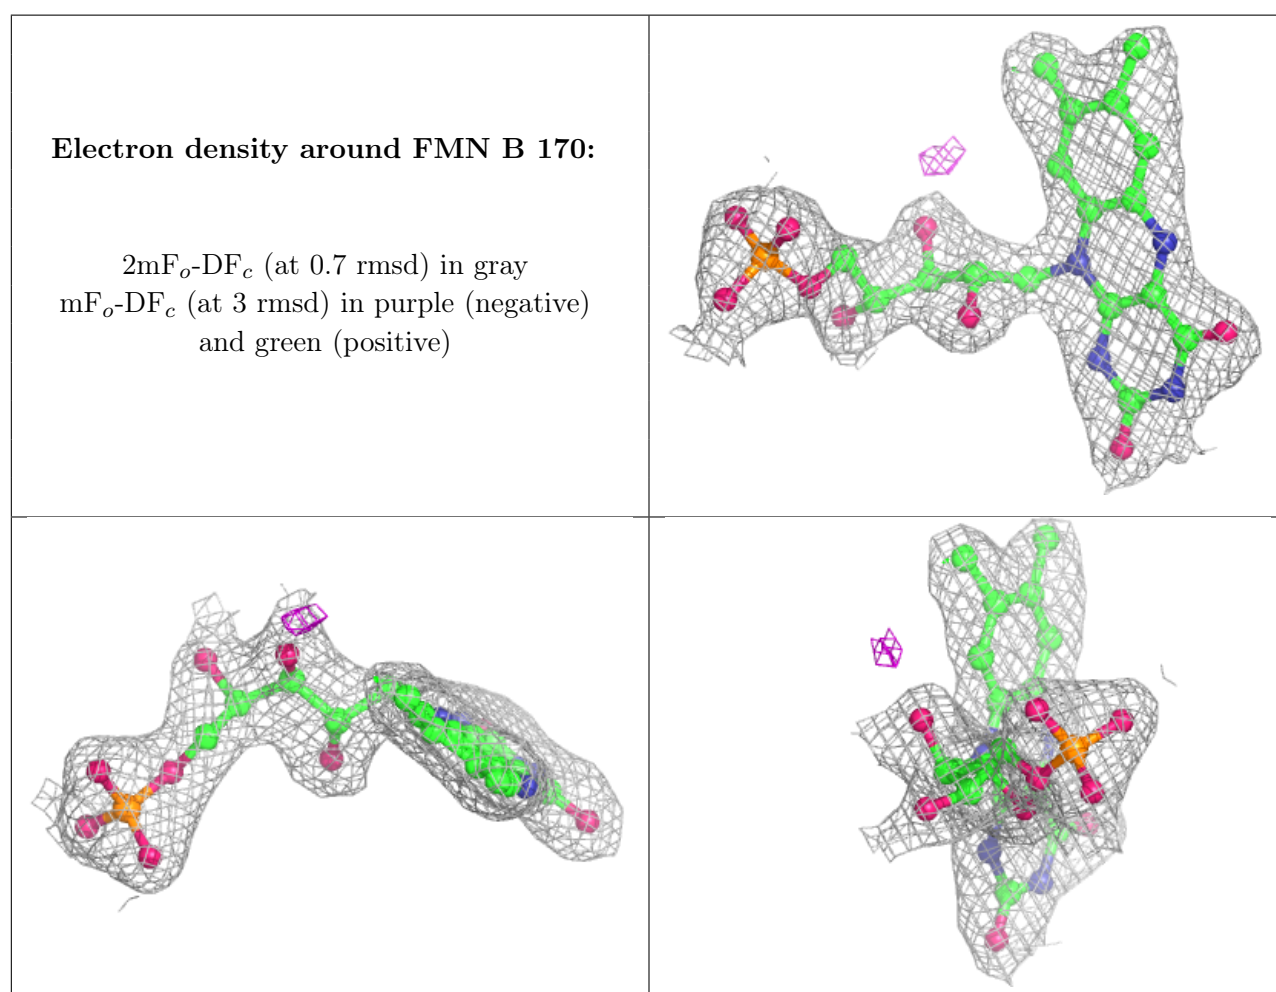 Electron density around FMN B 170:
2mFo-DFc (at 0.7 rmsd) in gray
mFo-DFc (at 3 rmsd) in purple (negative)
and green (positive)